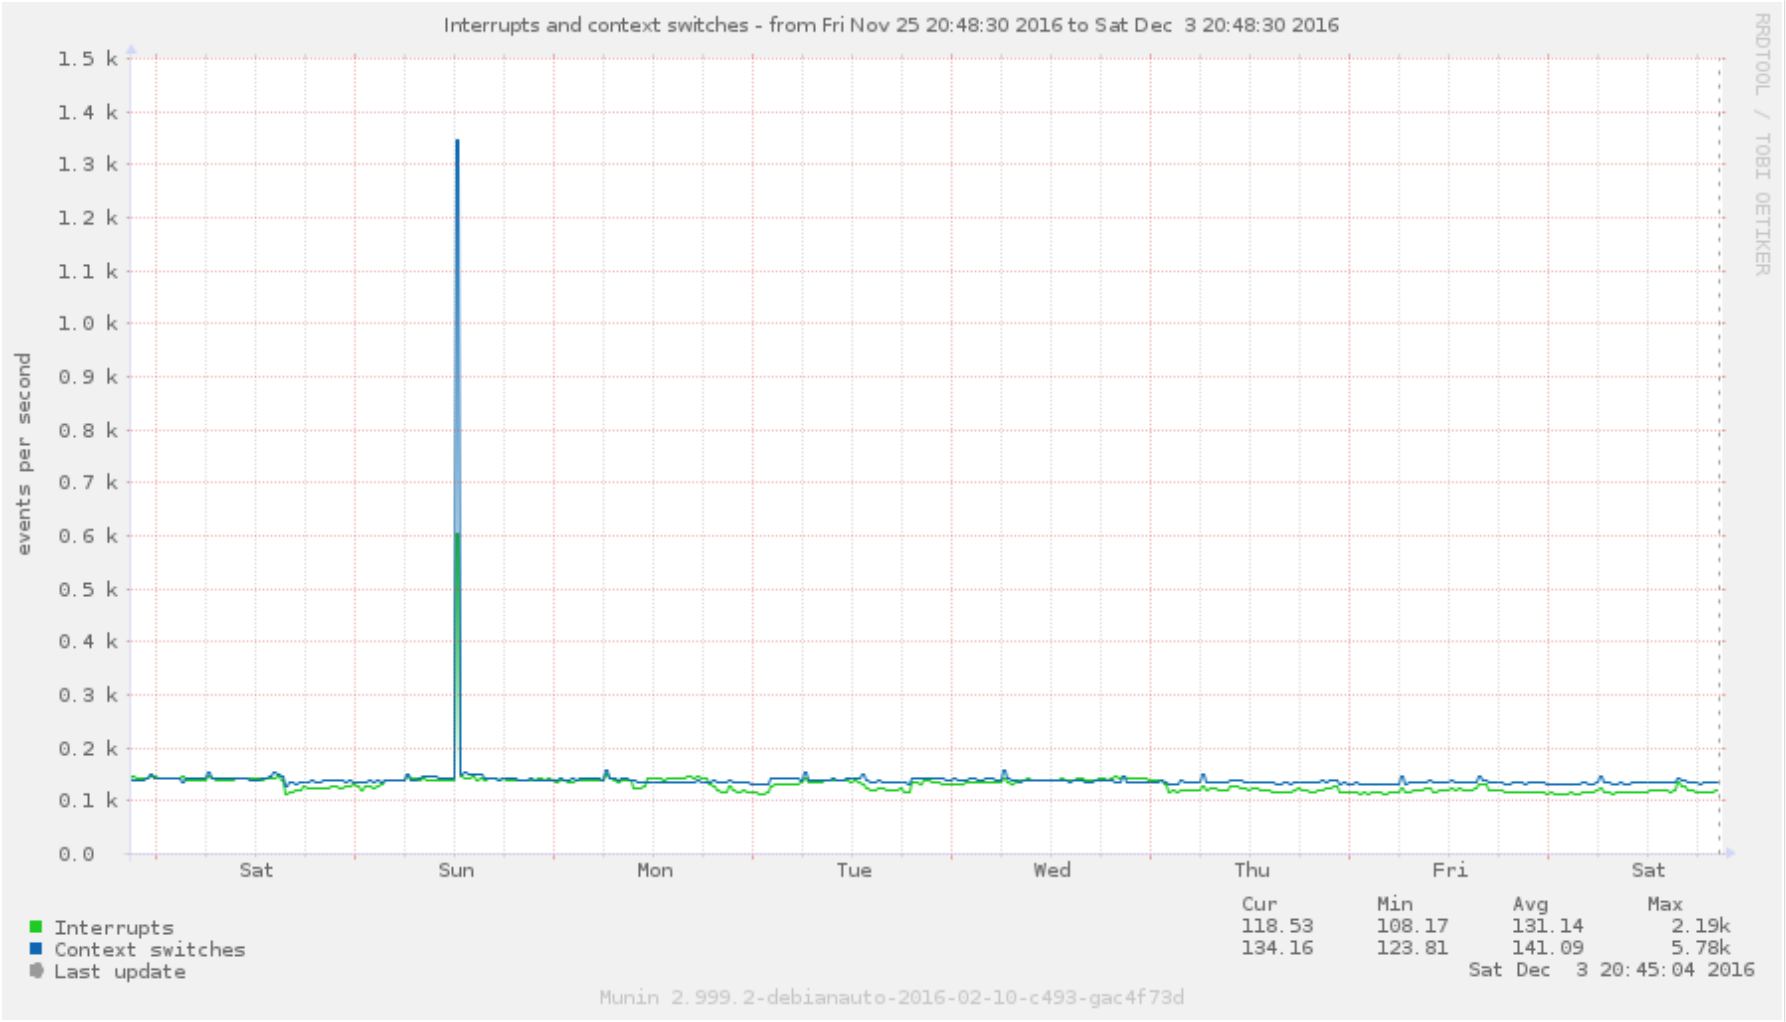 Interrupts and context switches - from Fri Nov 25 20:48:30 2016 to Sat Dec  3 20:48:30 2016
RRDTOOL / TOBI OETIKER
events per second
1.5 k
1.4 k
1.3 k
1.2 k
1.1 k
1.0 k
0.9 k
0.8 k
0.7 k
0.6 k
0.5 k
0.4 k
0.3 k
0.2 k
0.1 k
0.0
Sat Sun Mon Tue Wed Thu Fri Sat
Cur Min Avg Max
Interrupts 118.53 108.17 131.14 2.19k
Context switches 134.16 123.81 141.09 5.78k
Last update Sat Dec  3 20:45:04 2016
Munin 2.999.2-debianauto-2016-02-10-c493-gac4f73d